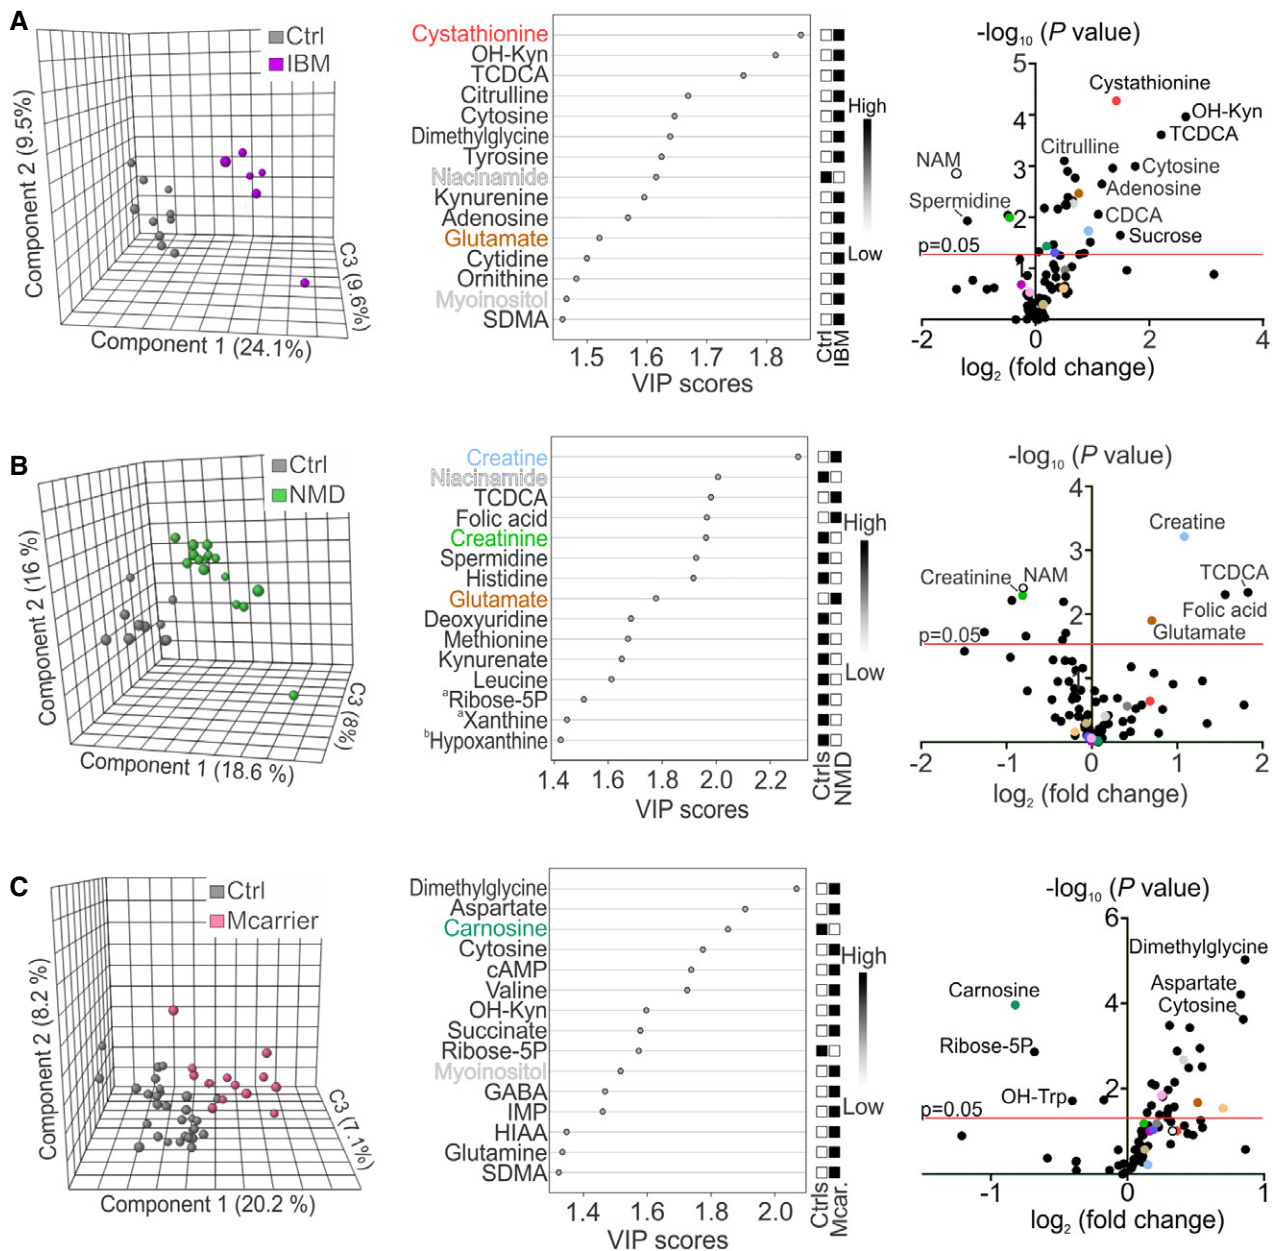 A
Ctrl
IBM
Component 2 (9.5%)
Component 1 (24.1%)
C3 (9.6%)
Cystathionine
OH-Kyn
TCDCA
Citrulline
Cytosine
Dimethylglycine
Tyrosine
Niacinamide
Kynurenine
Adenosine
Glutamate
Cytidine
Ornithine
Myoinositol
SDMA
1.5 1.6 1.7 1.8
VIP scores
Ctrl
IBM
High
Low
-log10 (P value)
5
4
3
2
1
Cystathionine
OH-Kyn
TCDCA
Citrulline
NAM
Cytosine
Adenosine
Spermidine
CDCA
Sucrose
p=0.05
-2 0 2 4
log2 (fold change)
B
Ctrl
NMD
Component 2 (16 %)
Component 1 (18.6 %)
C3 (8%)
Creatine
Niacinamide
TCDCA
Folic acid
Creatinine
Spermidine
Histidine
Glutamate
Deoxyuridine
Methionine
Kynurenate
Leucine
aRibose-5P
aXanthine
bHypoxanthine
1.4 1.6 1.8 2.0 2.2
VIP scores
Ctrls
NMD
High
Low
-log10 (P value)
4
3
2
1
Creatine
Creatinine
NAM
TCDCA
Folic acid
Glutamate
p=0.05
-2 -1 0 1 2
log2 (fold change)
C
Ctrl
Mcarrier
Component 2 (8.2 %)
Component 1 (20.2 %)
C3 (7.1%)
Dimethylglycine
Aspartate
Carnosine
Cytosine
cAMP
Valine
OH-Kyn
Succinate
Ribose-5P
Myoinositol
GABA
IMP
HIAA
Glutamine
SDMA
1.4 1.6 1.8 2.0
VIP scores
Ctrls
Mcar.
High
Low
-log10 (P value)
6
4
2
Dimethylglycine
Aspartate
Cytosine
Carnosine
Ribose-5P
OH-Trp
p=0.05
-1 0 1
log2 (fold change)